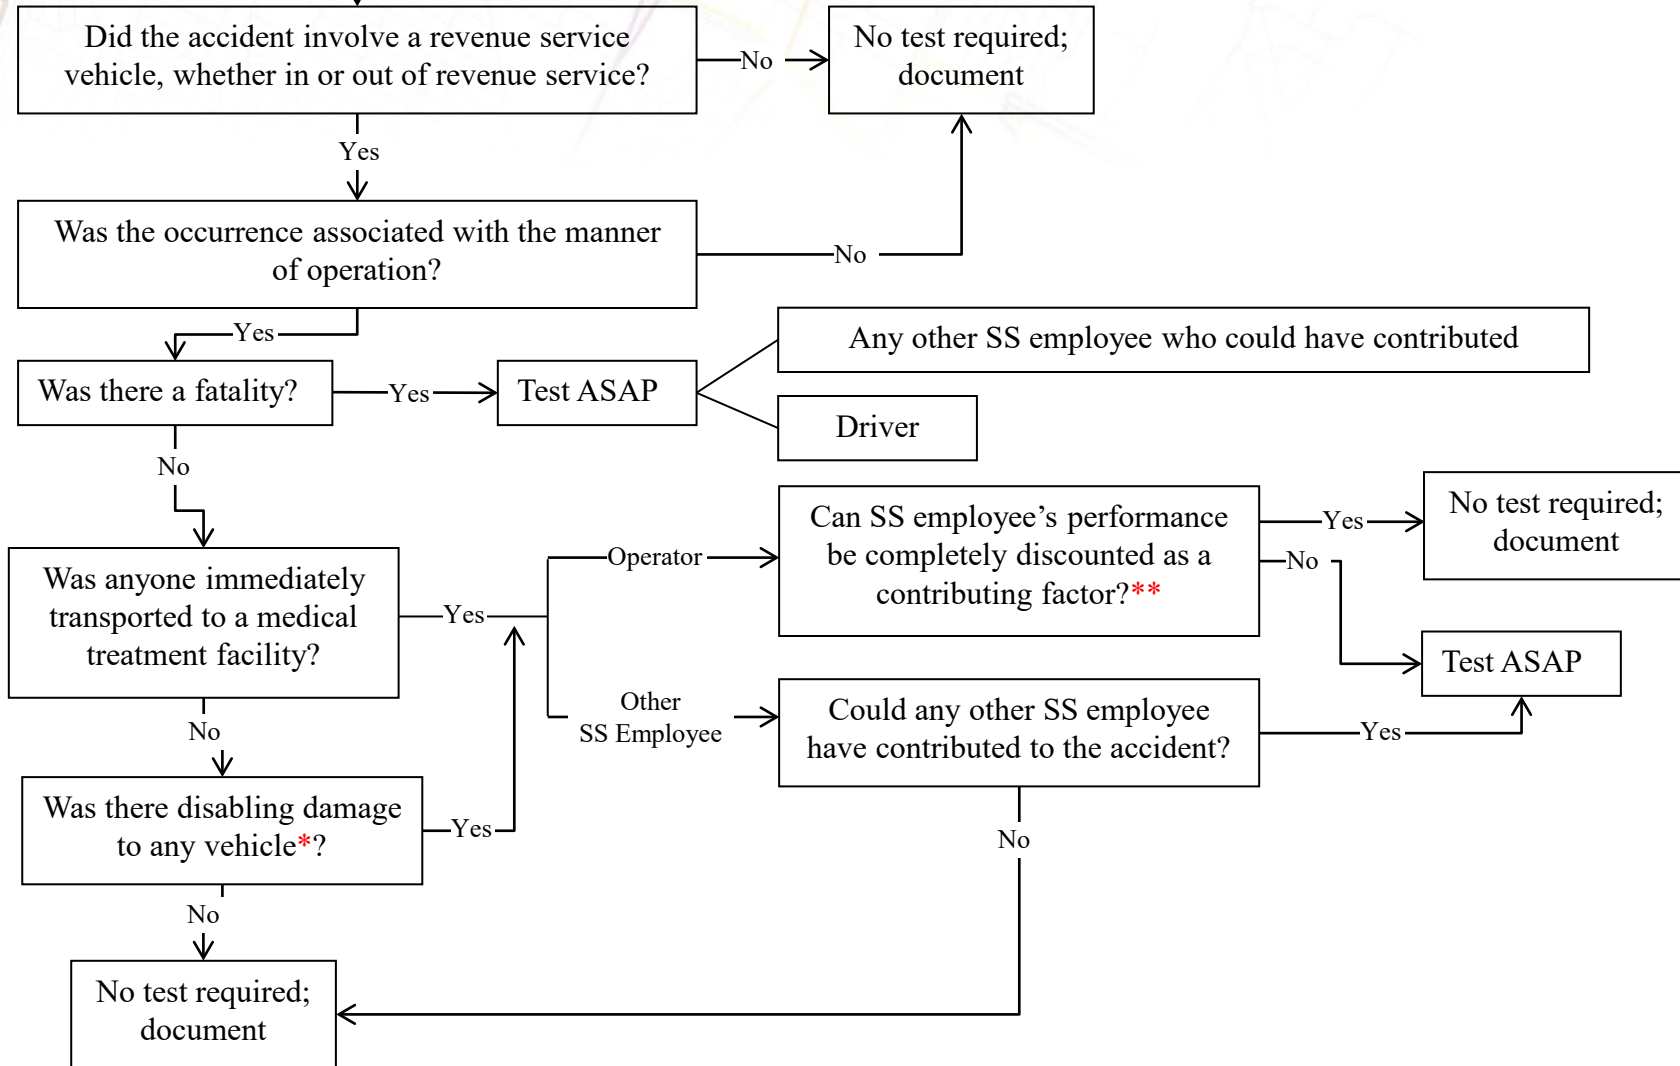 Did the accident involve a revenue service
vehicle, whether in or out of revenue service?
No
No test required;
document
Yes
Was the occurrence associated with the manner
of operation?
No
Yes
Was there a fatality?
Yes
Test ASAP
Any other SS employee who could have contributed
Driver
No
Was anyone immediately
transported to a medical
treatment facility?
Yes
Operator
Can SS employee’s performance
be completely discounted as a
contributing factor?**
Yes
No test required;
document
No
Test ASAP
Other
SS Employee
Could any other SS employee
have contributed to the accident?
Yes
No
No
Was there disabling damage
to any vehicle*?
Yes
No
No test required;
document